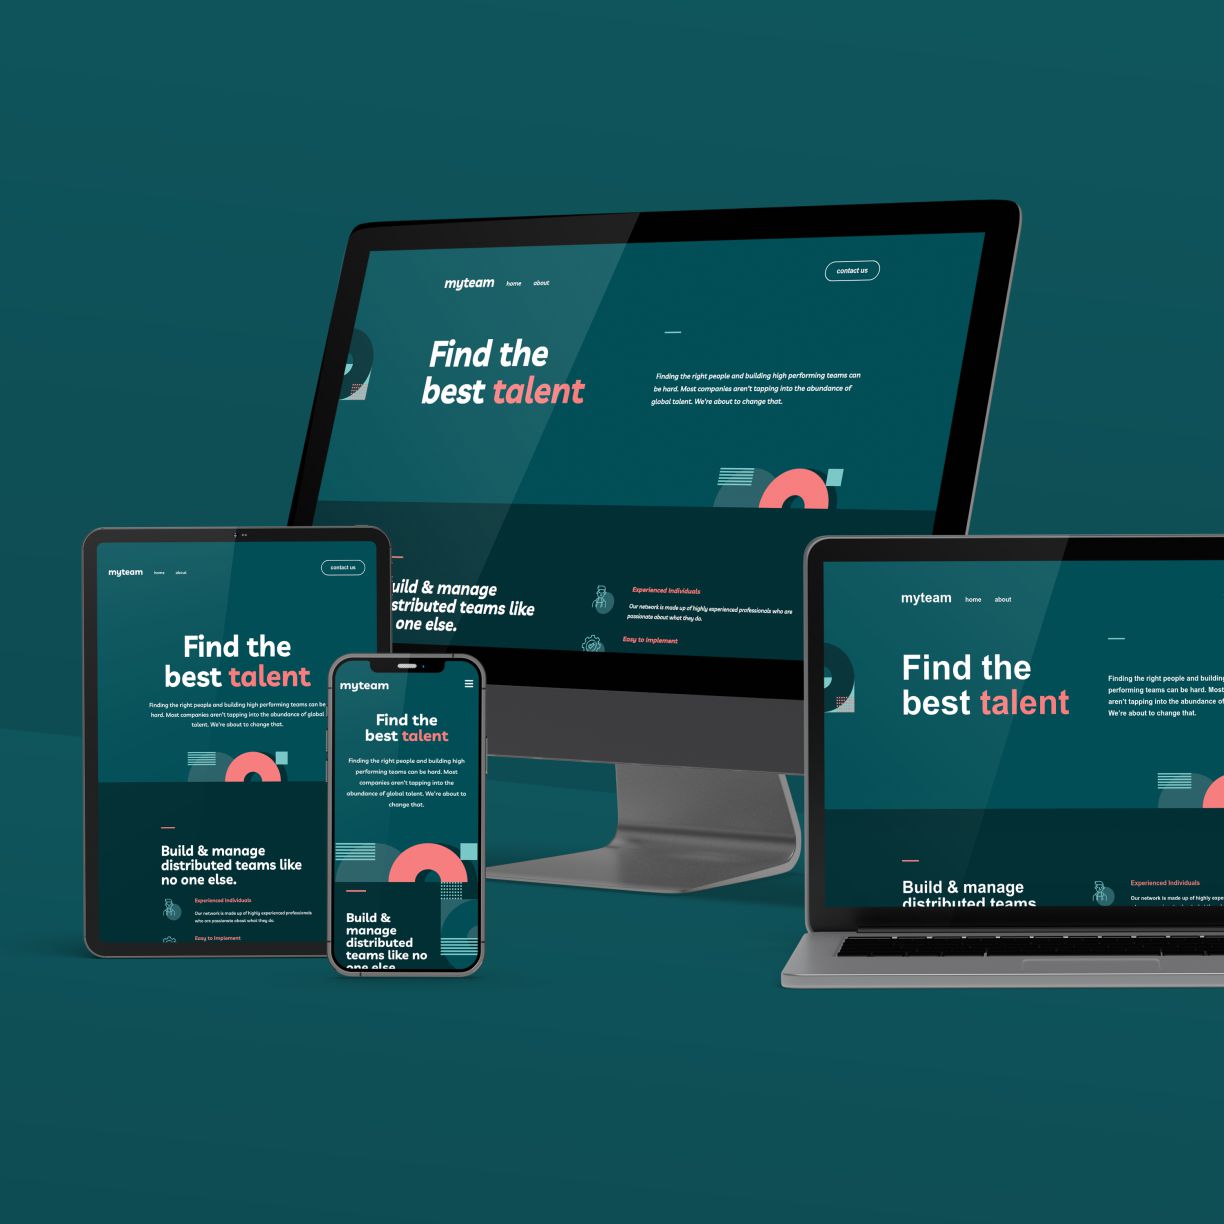 myteam home about contact us
Find the
best talent
Finding the right people and building high performing teams can
be hard. Most companies aren't tapping into the abundance of
global talent. We're about to change that.
uild & manage
stributed teams like
one else.
Experienced Individuals
Our network is made up of highly experienced professionals who are
passionate about what they do.
Easy to Implement
myteam home about contact us
Find the
best talent
Finding the right people and building high performing teams can be
hard. Most companies aren't tapping into the abundance of global
talent. We're about to change that.
Build & manage
distributed teams like
no one else.
Experienced Individuals
Our network is made up of highly experienced professionals
who are passionate about what they do.
Easy to Implement
myteam
Find the
best talent
Finding the right people and building high
performing teams can be hard. Most
companies aren't tapping into the
abundance of global talent. We're about to
change that.
Build &
manage
distributed
teams like no
one else
myteam home about
Find the
best talent
Finding the right people and building
performing teams can be hard. Most
aren't tapping into the abundance of
We're about to change that.
Build & manage
distributed teams
Experienced Individuals
Our network is made up of highly expe